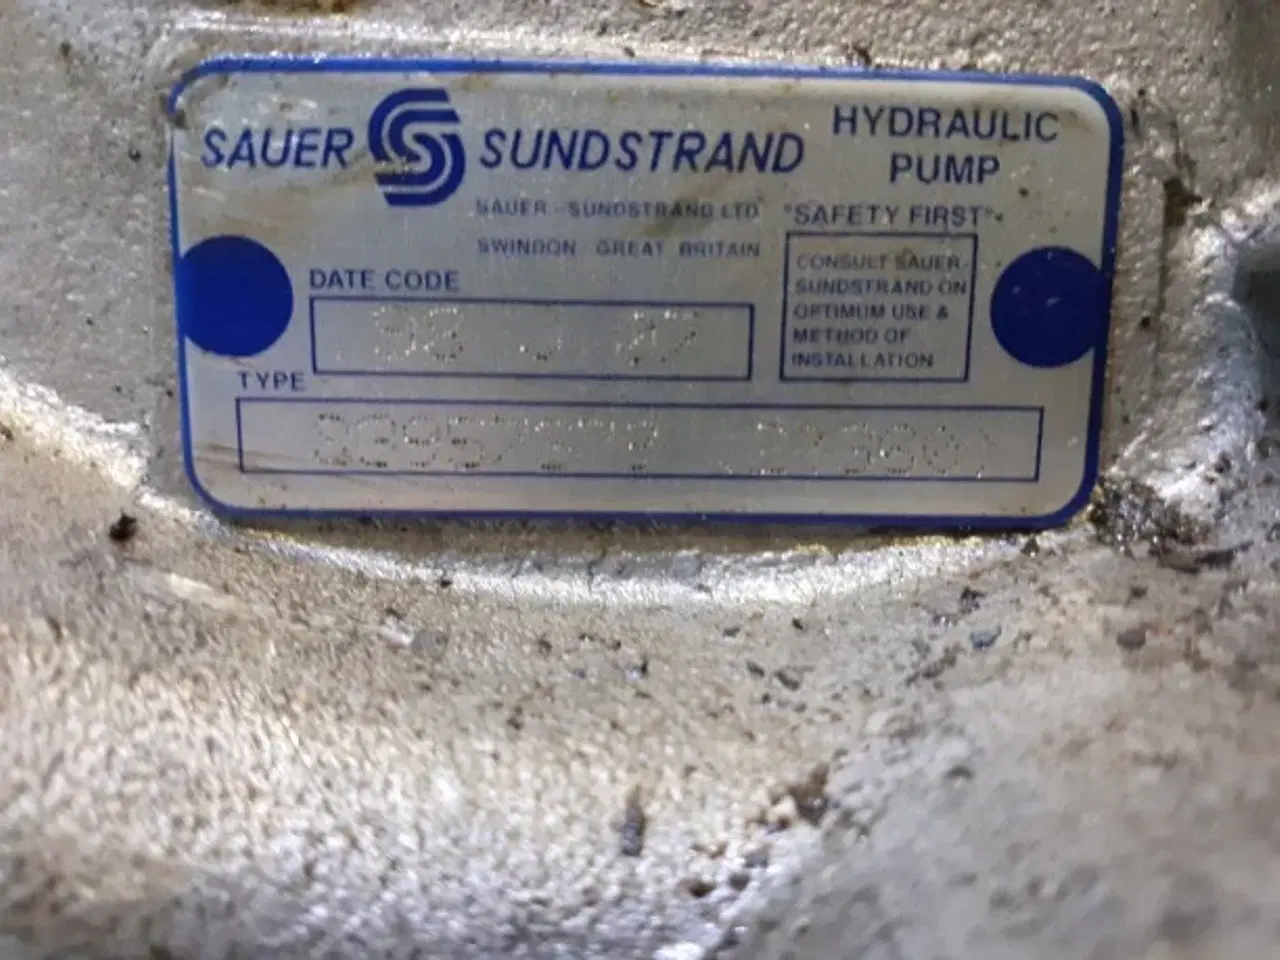 SAUER SUNDSTRAND
HYDRAULIC
PUMP
SAUER - SUNDSTRAND LTD
SWINDON GREAT BRITAIN
"SAFETY FIRST"
CONSULT SAUER-
SUNDSTRAND ON
OPTIMUM USE &
METHOD OF
INSTALLATION
DATE CODE
TYPE